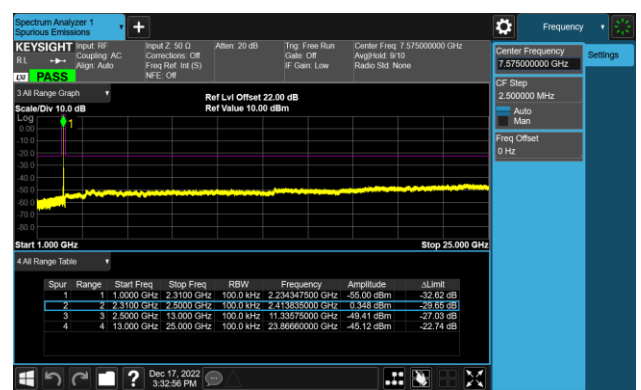 Spectrum Analyzer 1
Spurious Emissions
Frequency
KEYSIGHT
RL
Input: RF
Coupling: AC
Align: Auto
Input Z: 50 Ω
Corrections: Off
Freq Ref: Int (S)
NFE: Off
Atten: 20 dB
Trig: Free Run
Gate: Off
IF Gain: Low
Center Freq: 7.575000000 GHz
Avg|Hold: 9/10
Radio Std: None
PASS
Center Frequency
7.575000000 GHz
Settings
CF Step
2.500000 MHz
Auto
Man
Freq Offset
0 Hz
3 All Range Graph
Scale/Div 10.0 dB
Ref Lvl Offset 22.00 dB
Ref Value 10.00 dBm
Log
1
0.00
-10.0
-20.0
-30.0
-40.0
-50.0
-60.0
-70.0
-80.0
Start 1.000 GHz
Stop 25.000 GHz
4 All Range Table
Spur Range Start Freq Stop Freq RBW Frequency Amplitude ΔLimit
1 1 1.0000 GHz 2.3100 GHz 100.0 kHz 2.234347500 GHz -55.00 dBm -32.62 dB
2 2 2.3100 GHz 2.5000 GHz 100.0 kHz 2.413835000 GHz 0.348 dBm -29.65 dB
3 3 2.5000 GHz 13.000 GHz 100.0 kHz 11.33575000 GHz -49.41 dBm -27.03 dB
4 4 13.000 GHz 25.000 GHz 100.0 kHz 23.86660000 GHz -45.12 dBm -22.74 dB
Dec 17, 2022
3:32:56 PM